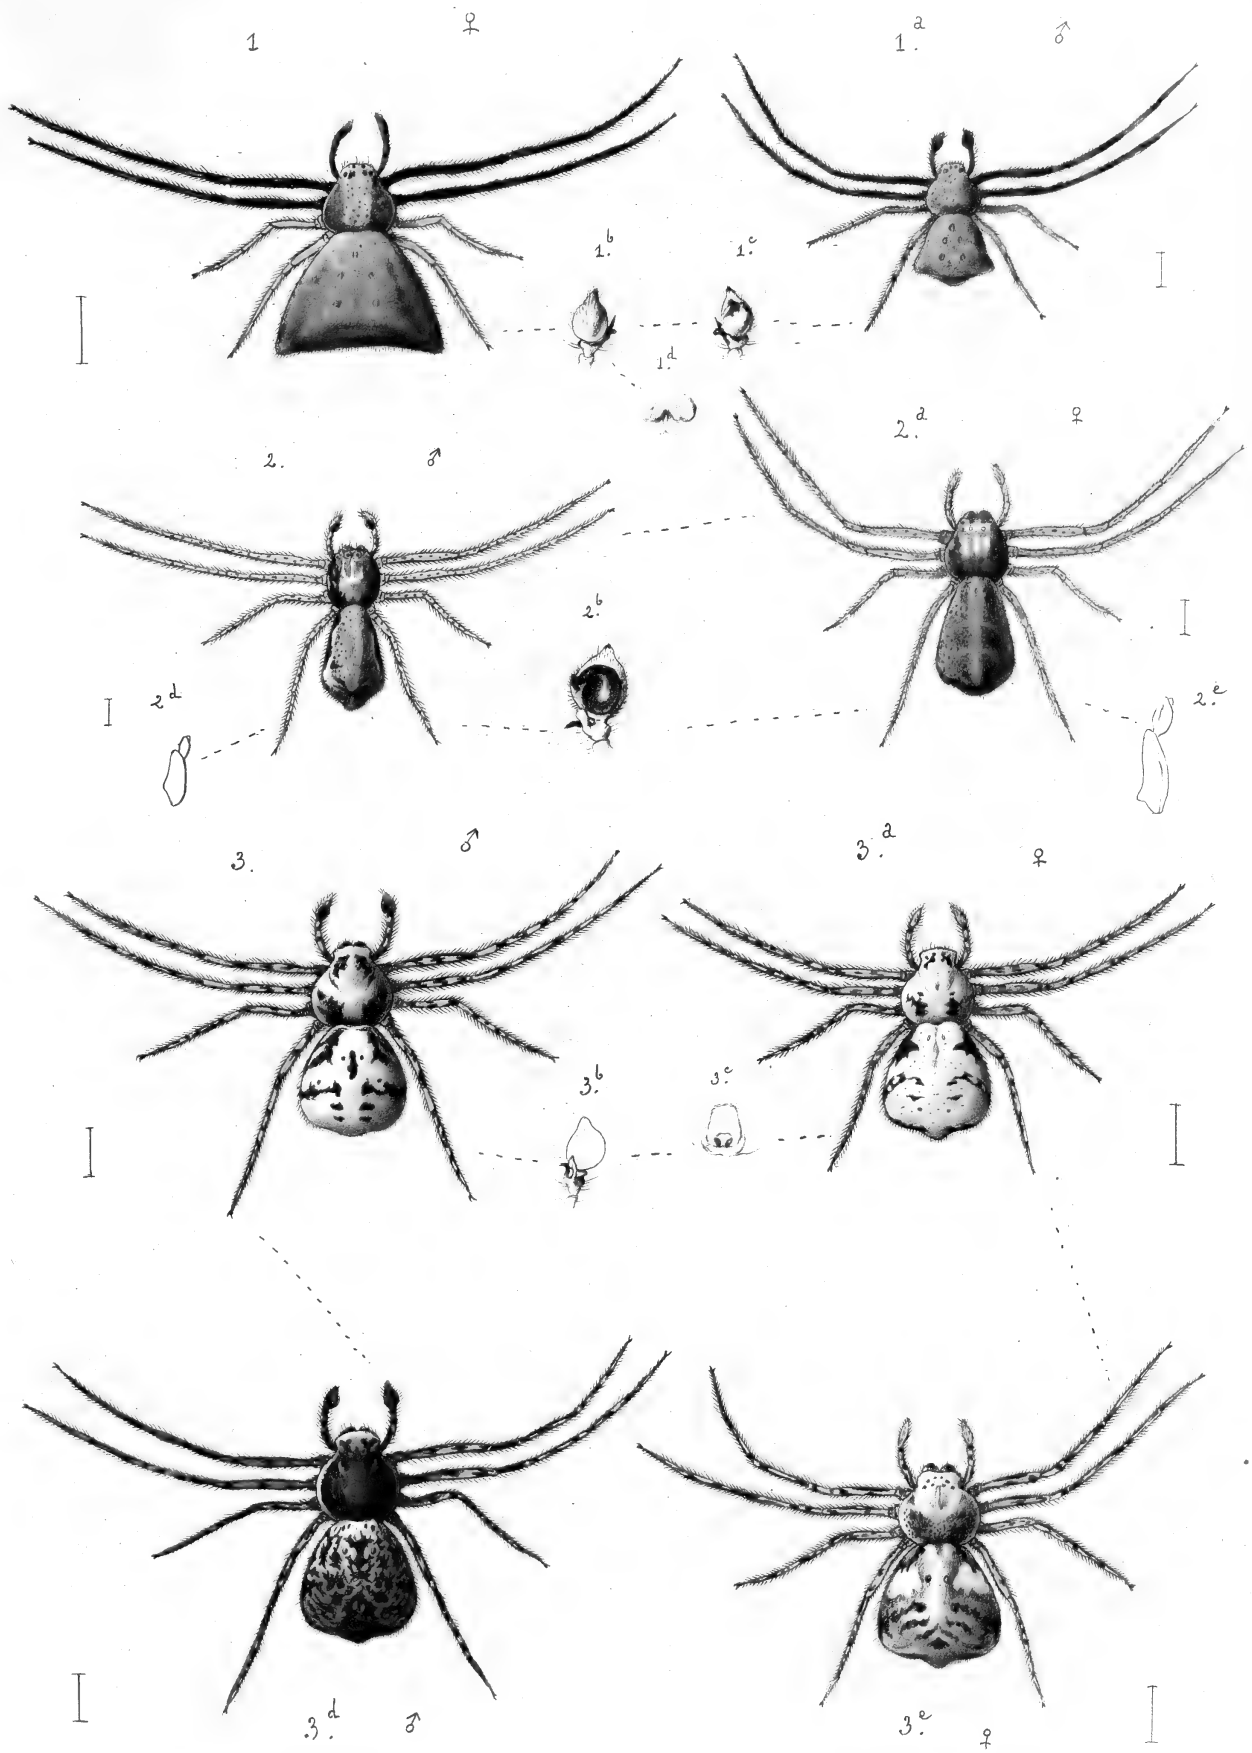 1 ♀
1.a ♂
1.b
1.c
1.d
2. ♂
2.a ♀
2.b
2.d
2.e
3. ♂
3.a ♀
3.b
3.c
3.d ♂
3.e ♀